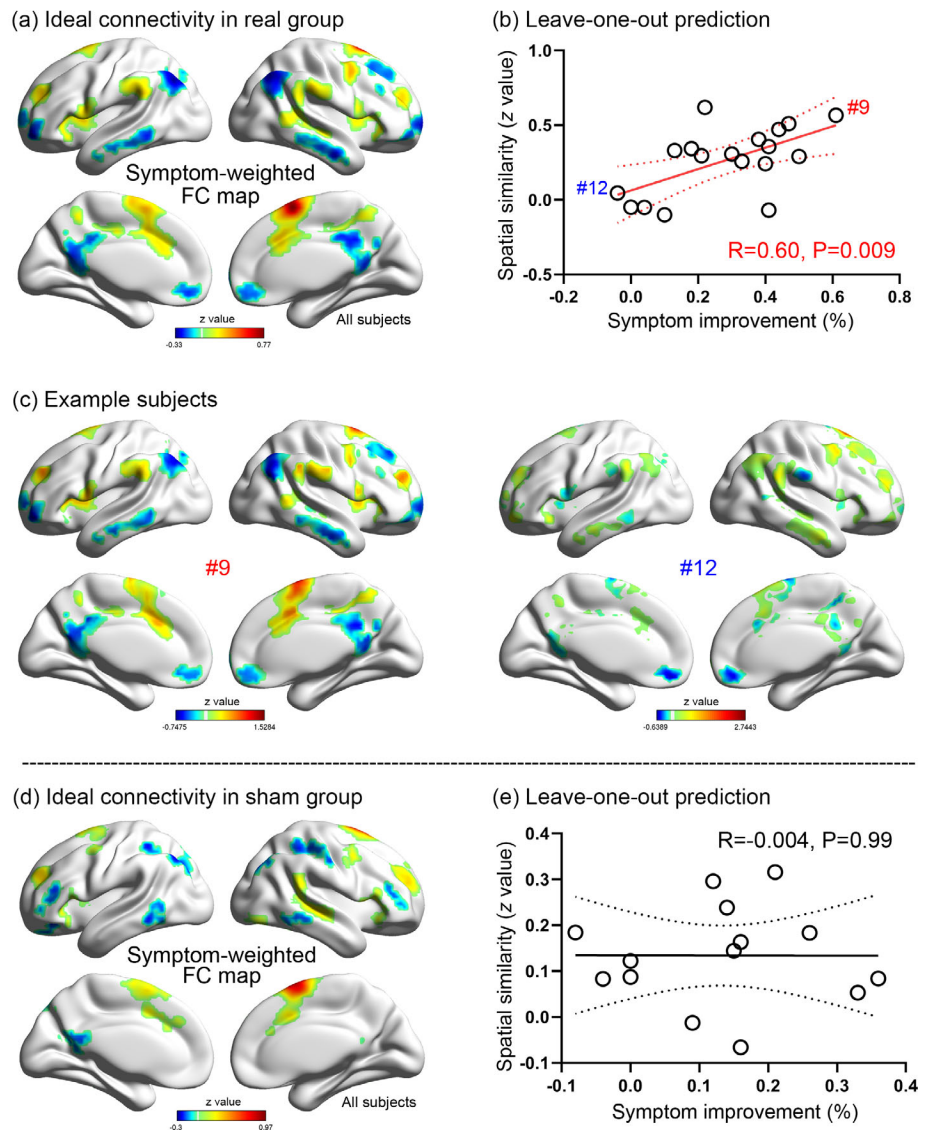 (a) Ideal connectivity in real group
Symptom-weighted
FC map
z value
-0.33
0.77
All subjects
(b) Leave-one-out prediction
Spatial similarity (z value)
1.0
0.5
0.0
-0.5
#9
#12
R=0.60, P=0.009
-0.2
0.0
0.2
0.4
0.6
0.8
Symptom improvement (%)
(c) Example subjects
#9
z value
-0.7475
1.5284
#12
z value
-0.6389
2.7443
(d) Ideal connectivity in sham group
Symptom-weighted
FC map
z value
-0.3
0.97
All subjects
(e) Leave-one-out prediction
Spatial similarity (z value)
0.4
0.3
0.2
0.1
0.0
-0.1
R=-0.004, P=0.99
-0.1
0.0
0.1
0.2
0.3
0.4
Symptom improvement (%)